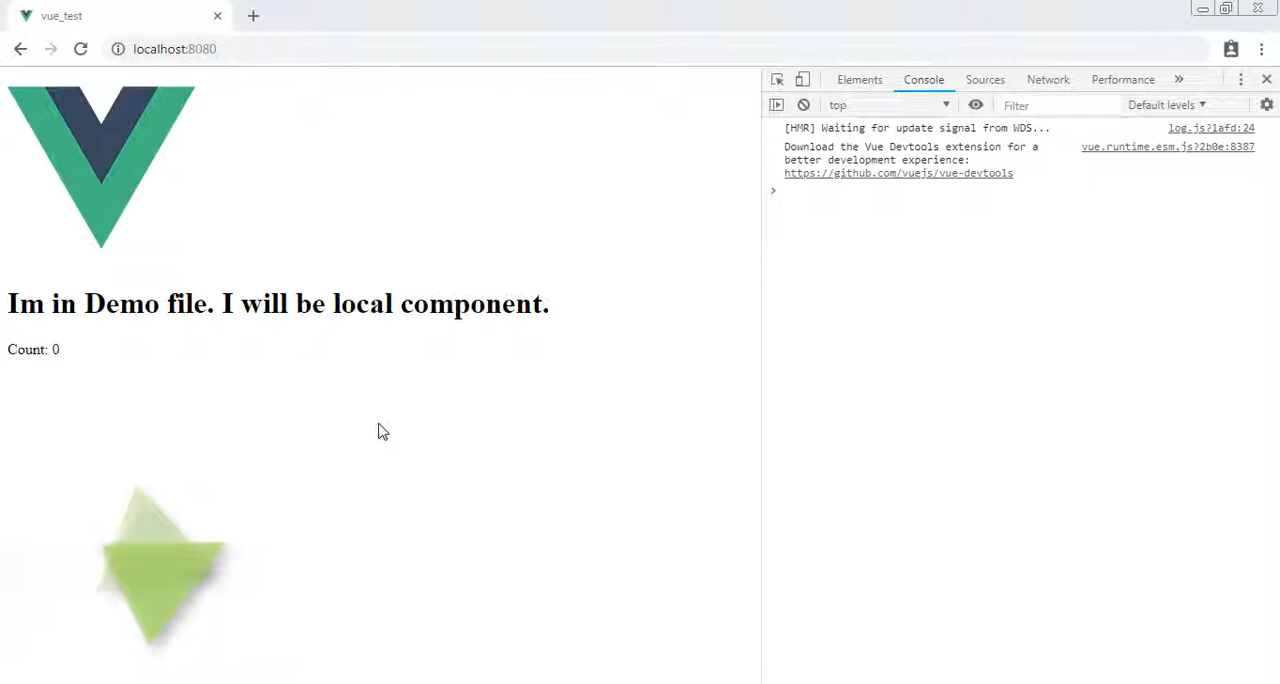 vue_test
localhost:8080
Elements Console Sources Network Performance »
top Filter Default levels
[HMR] Waiting for update signal from WDS... log.js?1afd:24
Download the Vue Devtools extension for a vue.runtime.esm.js?2b0e:8387
better development experience:
https://github.com/vuejs/vue-devtools
Im in Demo file. I will be local component.
Count: 0